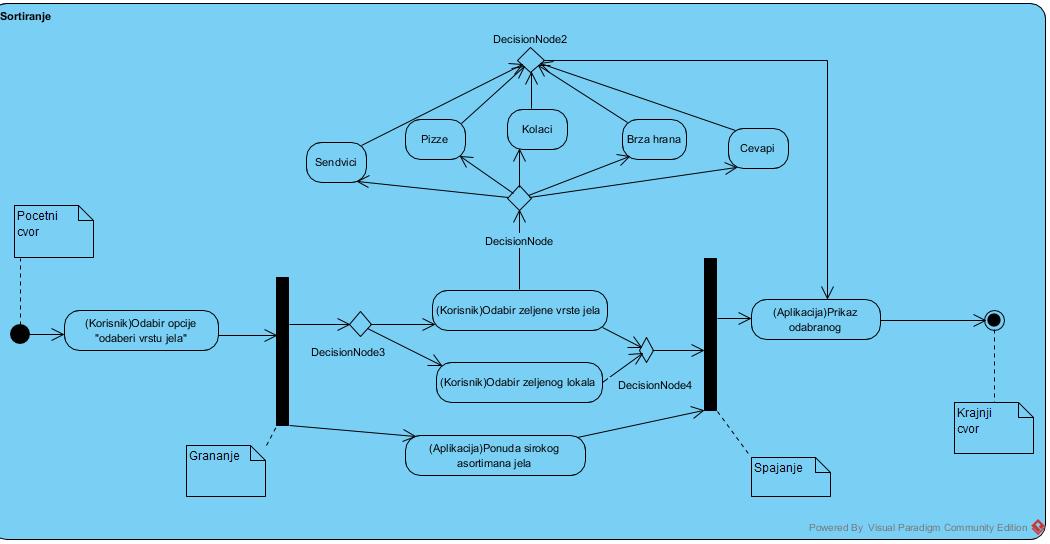 Sortiranje
DecisionNode2
Kolaci
Pizze
Brza hrana
Cevapi
Sendvici
Pocetni
cvor
DecisionNode
(Korisnik)Odabir opcije
"odaberi vrstu jela"
(Korisnik)Odabir zeljene vrste jela
(Aplikacija)Prikaz
odabranog
DecisionNode3
(Korisnik)Odabir zeljenog lokala
DecisionNode4
Krajnji
cvor
Grananje
(Aplikacija)Ponuda sirokog
asortimana jela
Spajanje
Powered By Visual Paradigm Community Edition